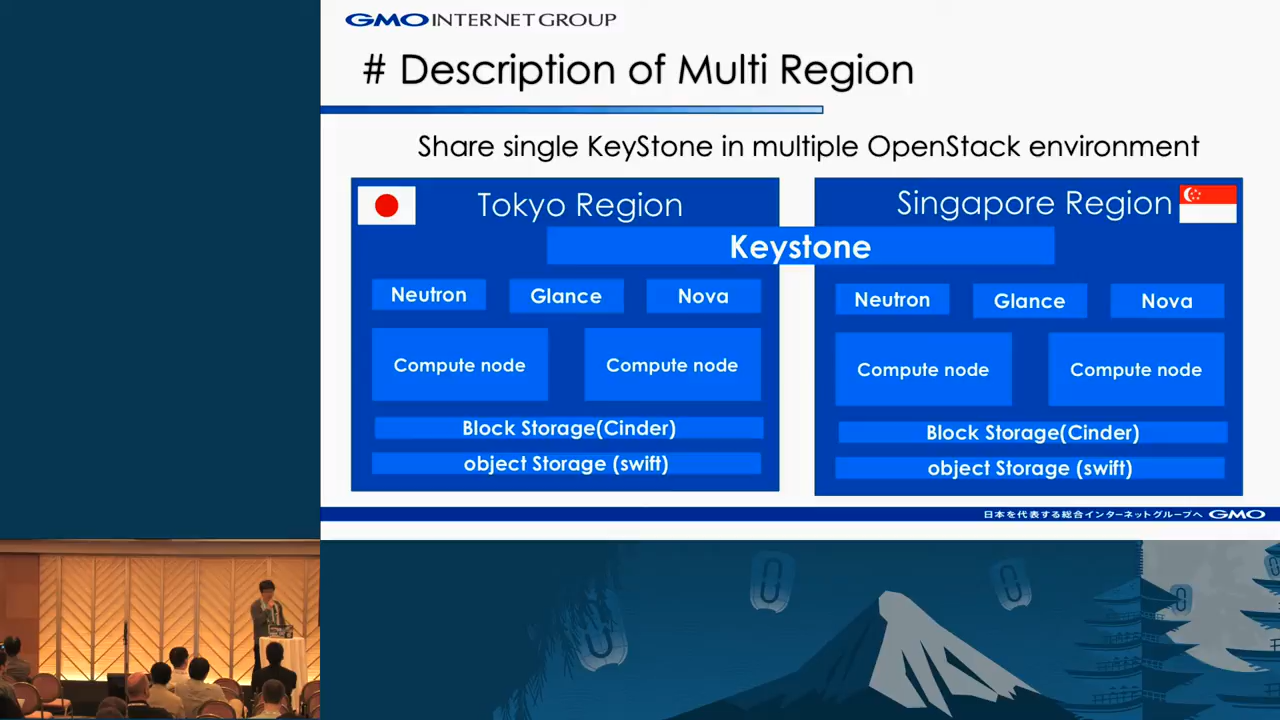 GMO INTERNET GROUP
# Description of Multi Region
Share single KeyStone in multiple OpenStack environment
Tokyo Region
Singapore Region
Keystone
Neutron
Glance
Nova
Neutron
Glance
Nova
Compute node
Compute node
Compute node
Compute node
Block Storage(Cinder)
object Storage (swift)
Block Storage(Cinder)
object Storage (swift)
日本を代表する総合インターネットグループへ GMO